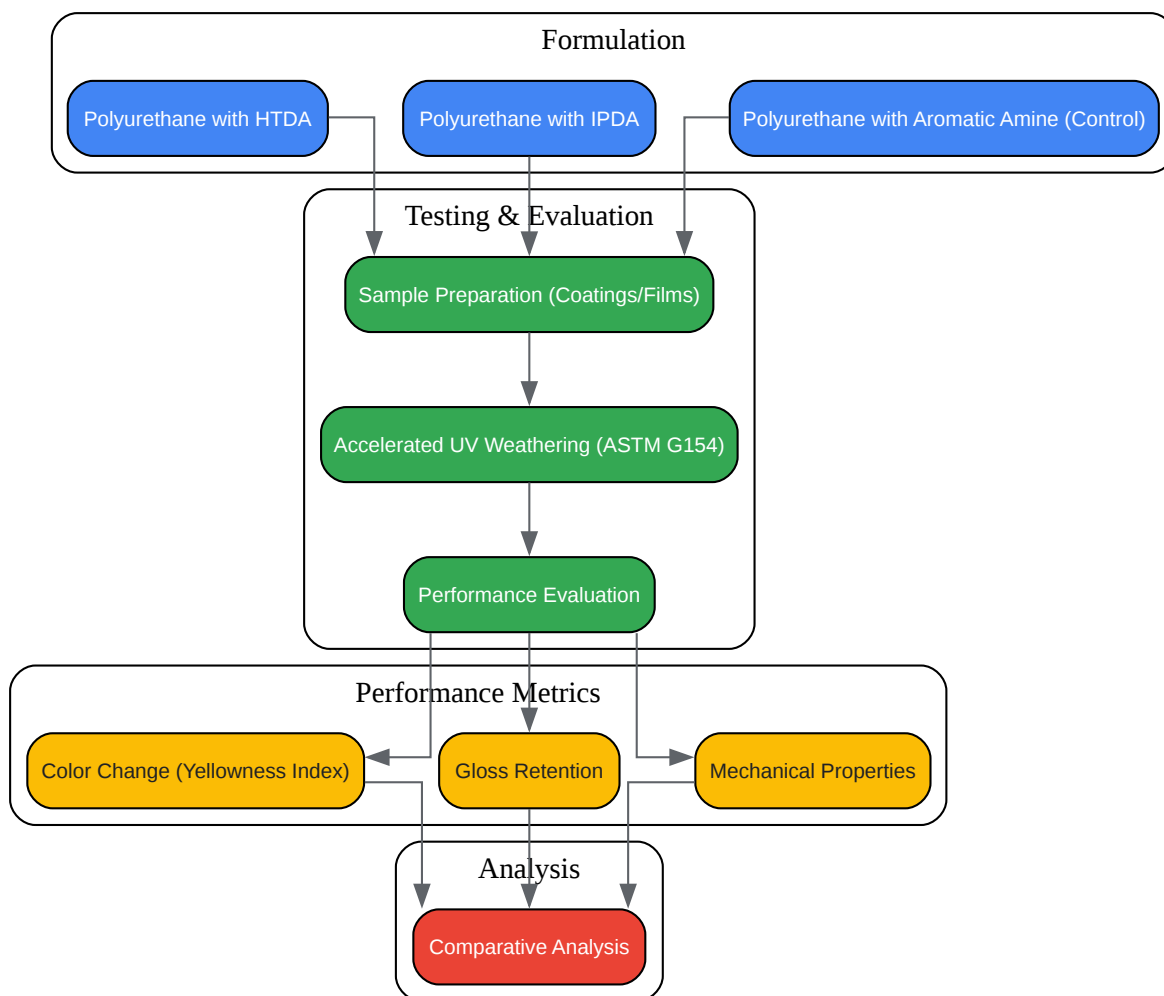 Formulation
Polyurethane with HTDA
Polyurethane with IPDA
Polyurethane with Aromatic Amine (Control)
Testing & Evaluation
Sample Preparation (Coatings/Films)
Accelerated UV Weathering (ASTM G154)
Performance Evaluation
Performance Metrics
Color Change (Yellowness Index)
Gloss Retention
Mechanical Properties
Analysis
Comparative Analysis